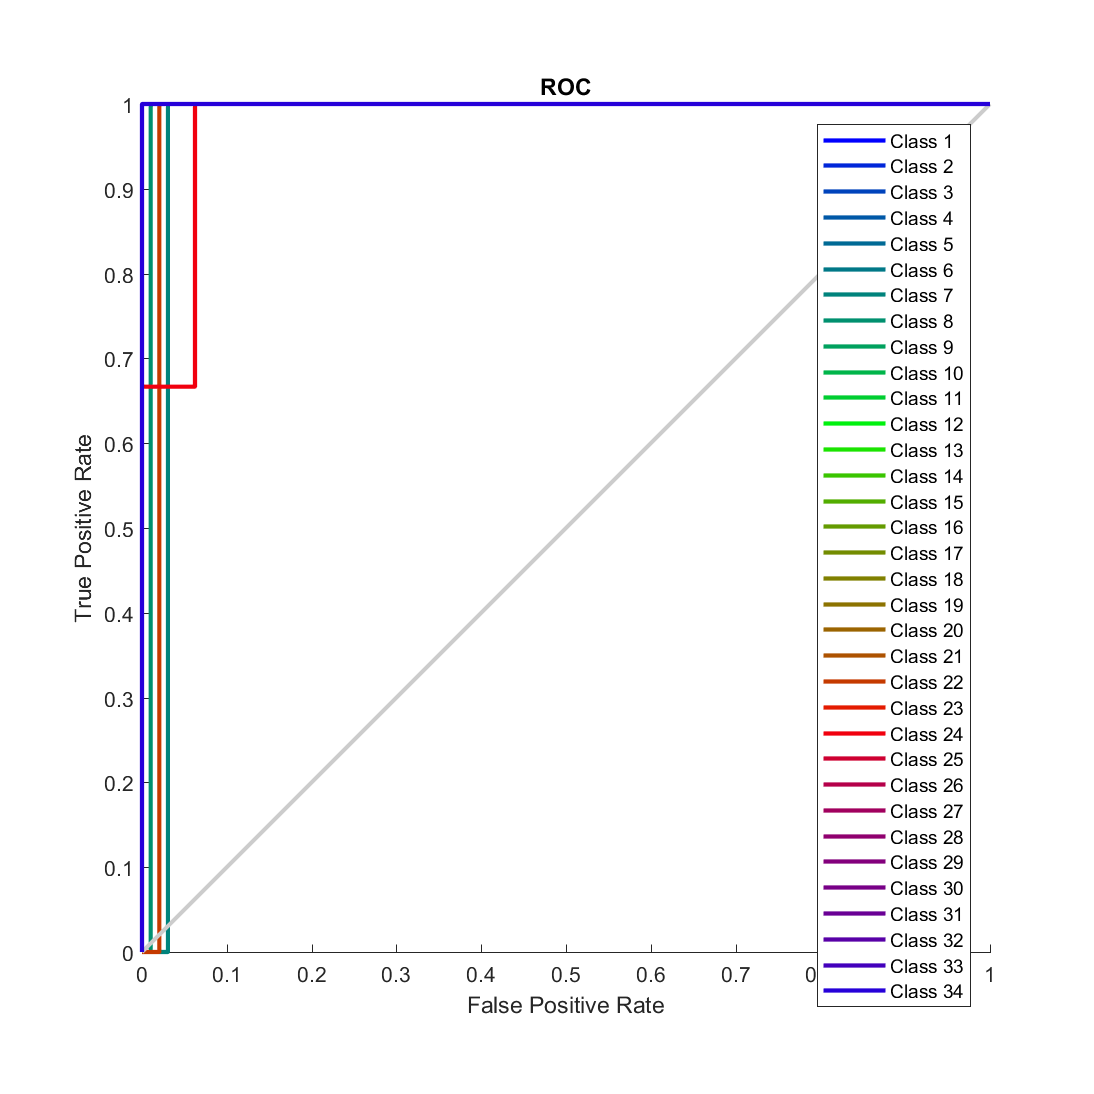 ROC
1
0.9
0.8
0.7
0.6
0.5
0.4
0.3
0.2
0.1
0
True Positive Rate
0 0.1 0.2 0.3 0.4 0.5 0.6 0.7 1
False Positive Rate
Class 1
Class 2
Class 3
Class 4
Class 5
Class 6
Class 7
Class 8
Class 9
Class 10
Class 11
Class 12
Class 13
Class 14
Class 15
Class 16
Class 17
Class 18
Class 19
Class 20
Class 21
Class 22
Class 23
Class 24
Class 25
Class 26
Class 27
Class 28
Class 29
Class 30
Class 31
Class 32
Class 33
Class 34